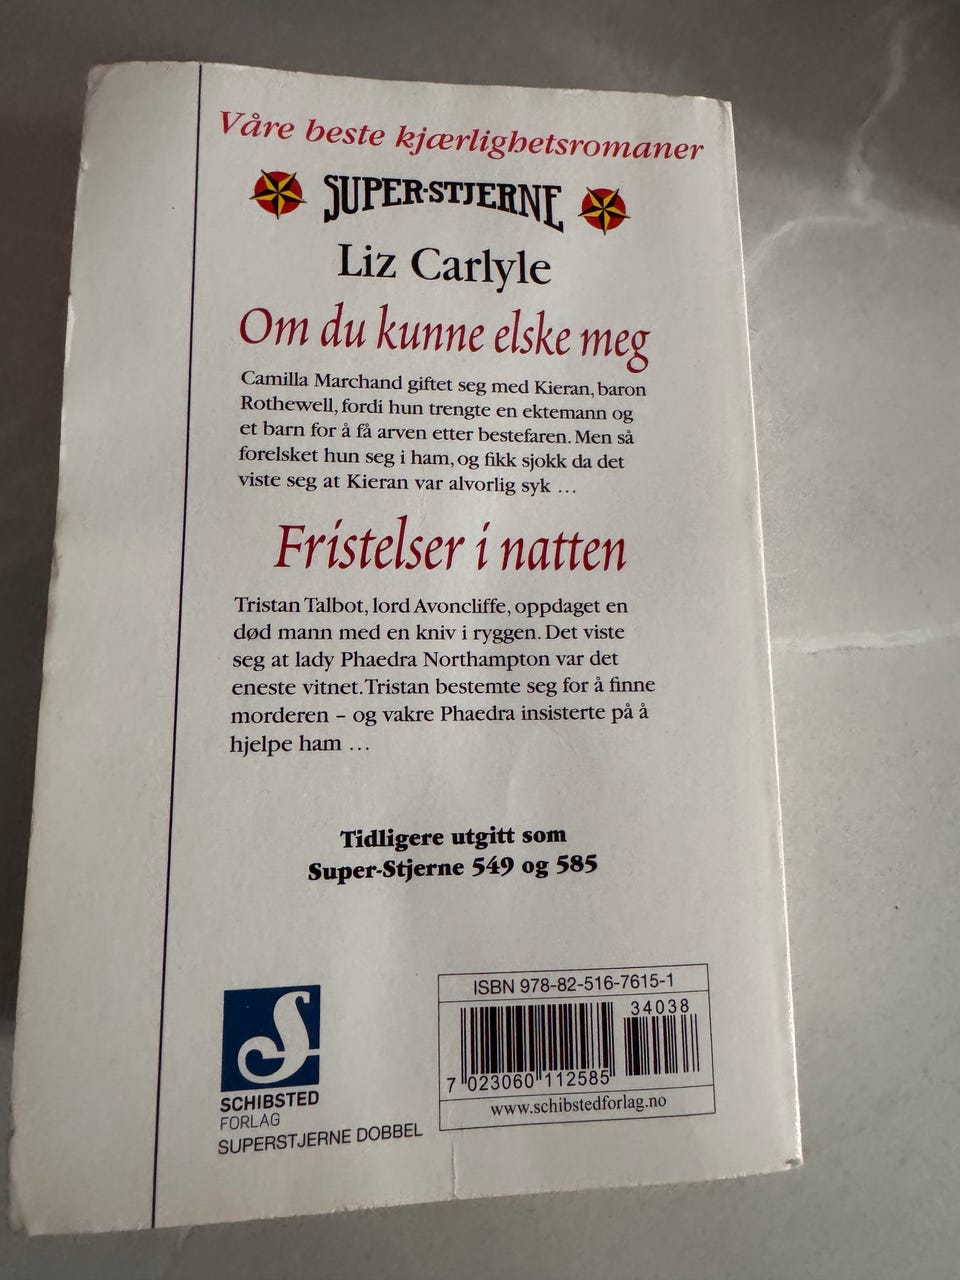 Våre beste kjærlighetsromaner
SUPER-STJERNE
Liz Carlyle
Om du kunne elske meg
Camilla Marchand giftet seg med Kieran, baron
Rothewell, fordi hun trengte en ektemann og
et barn for å få arven etter bestefaren. Men så
forelsket hun seg i ham, og fikk sjokk da det
viste seg at Kieran var alvorlig syk ...
Fristelser i natten
Tristan Talbot, lord Avoncliffe, oppdaget en
død mann med en kniv i ryggen. Det viste
seg at lady Phaedra Northampton var det
eneste vitnet. Tristan bestemte seg for å finne
morderen – og vakre Phaedra insisterte på å
hjelpe ham ...
Tidligere utgitt som
Super-Stjerne 549 og 585
S
SCHIBSTED
FORLAG
SUPERSTJERNE DOBBEL
ISBN 978-82-516-7615-1
34038
7 023060 112585
www.schibstedforlag.no